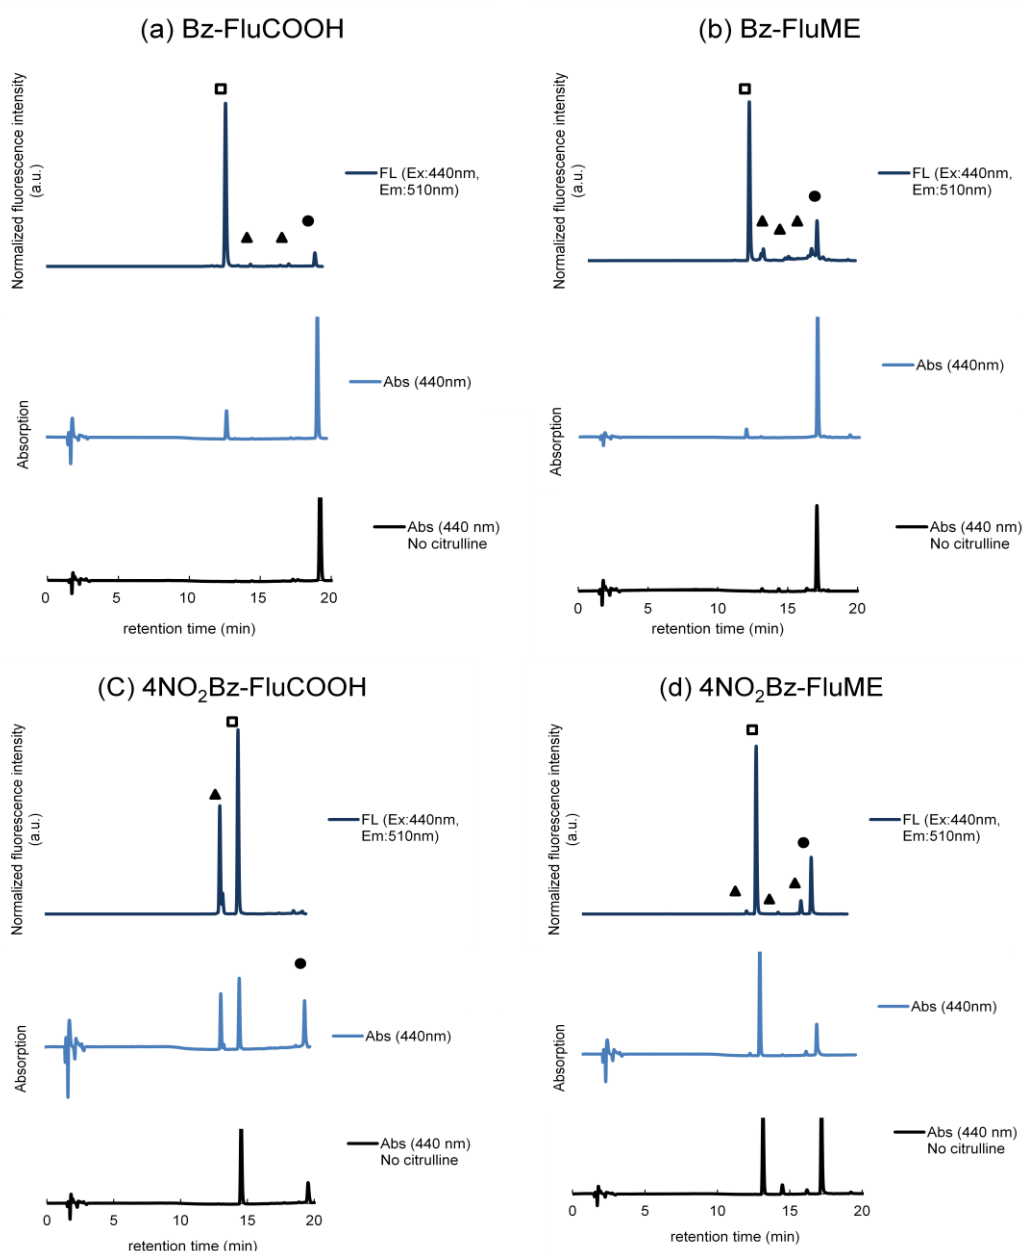 (a) Bz-FluCOOH
Normalized fluorescence intensity
(a.u.)
FL (Ex:440nm,
Em:510nm)
Absorption
Abs (440nm)
Abs (440 nm)
No citrulline
0 5 10 15 20
retention time (min)
(b) Bz-FluME
Normalized fluorescence intensity
(a.u.)
FL (Ex:440nm,
Em:510nm)
Absorption
Abs (440nm)
Abs (440 nm)
No citrulline
0 5 10 15 20
retention time (min)
(C) 4NO₂Bz-FluCOOH
Normalized fluorescence intensity
(a.u.)
FL (Ex:440nm,
Em:510nm)
Absorption
Abs (440nm)
Abs (440 nm)
No citrulline
0 5 10 15 20
retention time (min)
(d) 4NO₂Bz-FluME
Normalized fluorescence intensity
(a.u.)
FL (Ex:440nm,
Em:510nm)
Absorption
Abs (440nm)
Abs (440 nm)
No citrulline
0 5 10 15 20
retention time (min)